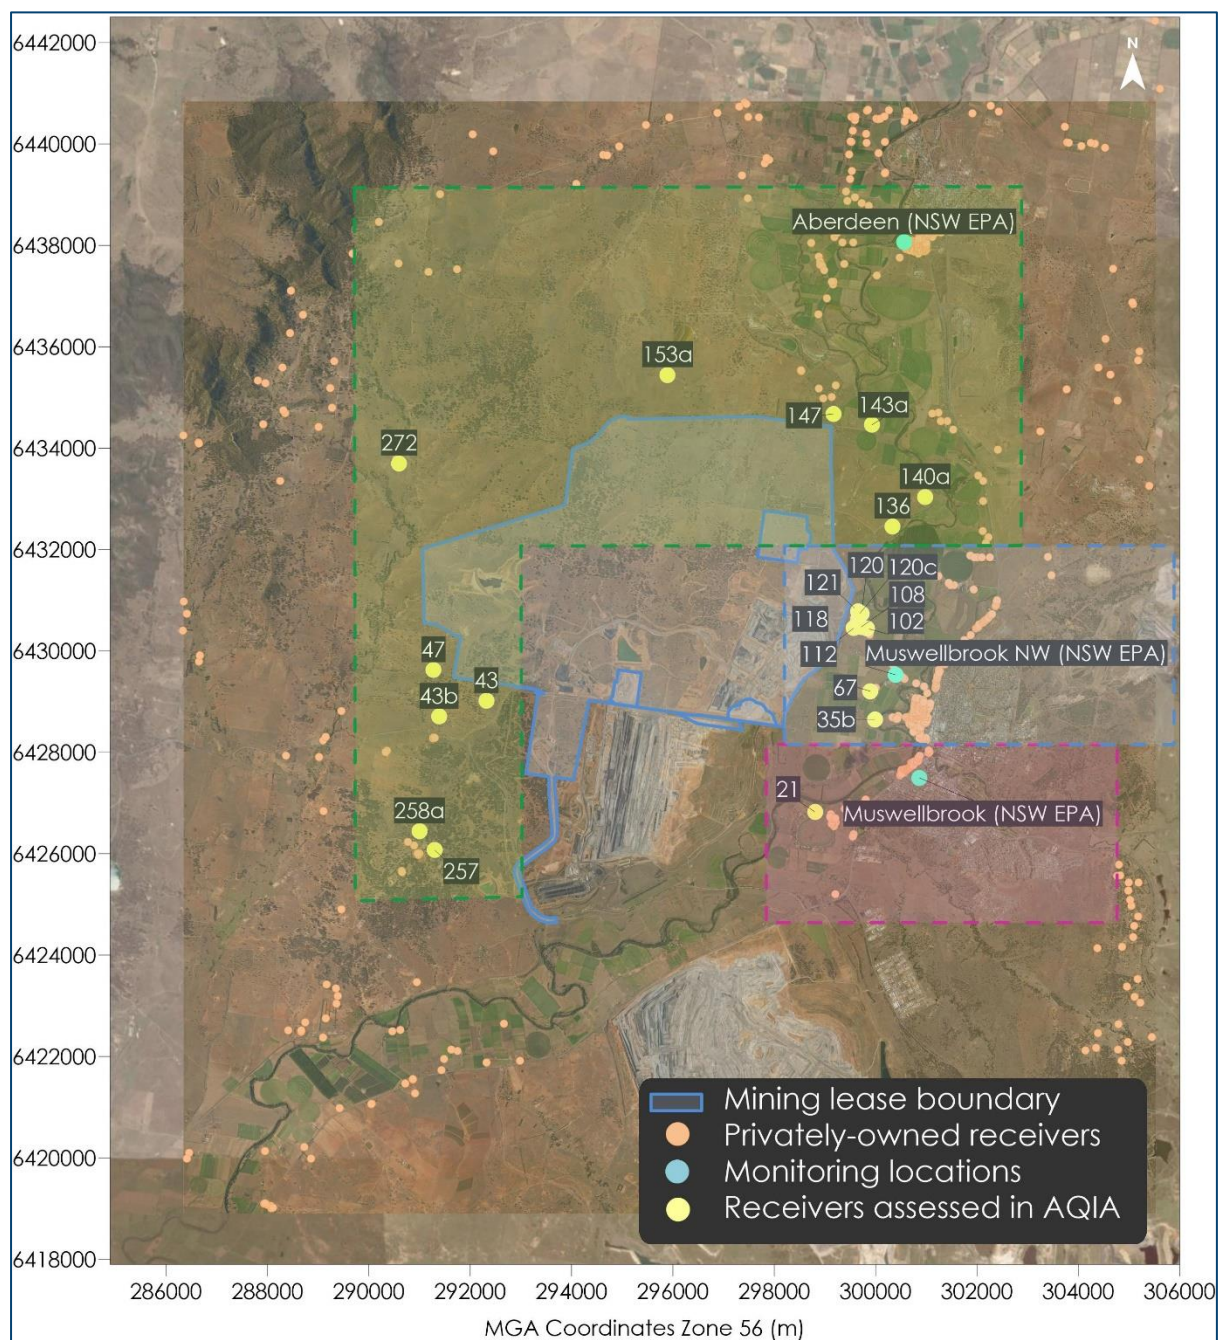 6442000
N
6440000
Aberdeen (NSW EPA)
6438000
6436000
153a
147
143a
6434000
272
140a
136
6432000
120
120c
121
108
118
102
112
6430000
47
Muswellbrook NW (NSW EPA)
43
43b
67
35b
6428000
21
Muswellbrook (NSW EPA)
258a
257
6426000
6424000
6422000
6420000
6418000
Mining lease boundary
Privately-owned receivers
Monitoring locations
Receivers assessed in AQIA
286000 288000 290000 292000 294000 296000 298000 300000 302000 304000 306000
MGA Coordinates Zone 56 (m)